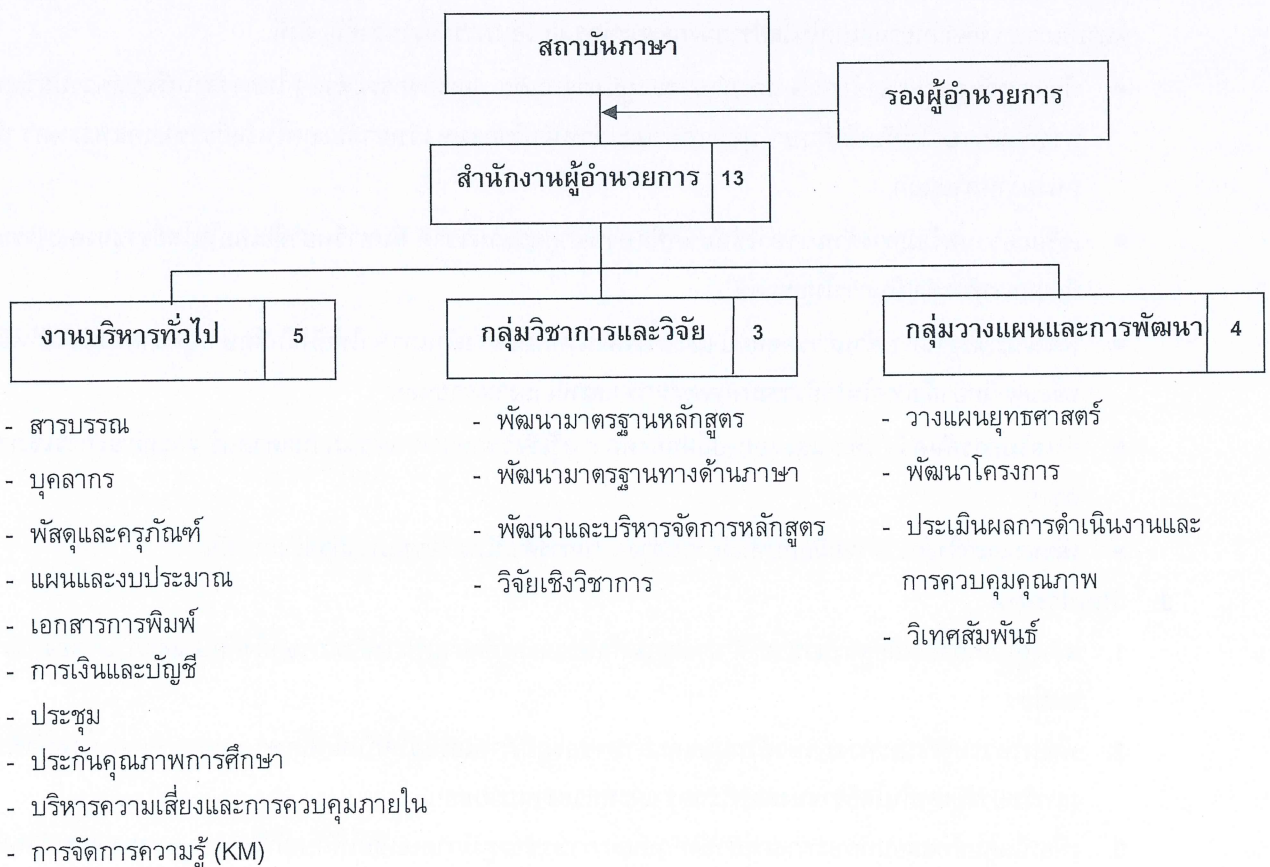 สถาบันภาษา
รองผู้อำนวยการ
สำนักงานผู้อำนวยการ 13
งานบริหารทั่วไป 5
- สารบรรณ
- บุคลากร
- พัสดุและครุภัณฑ์
- แผนและงบประมาณ
- เอกสารการพิมพ์
- การเงินและบัญชี
- ประชุม
- ประกันคุณภาพการศึกษา
- บริหารความเสี่ยงและการควบคุมภายใน
- การจัดการความรู้ (KM)
กลุ่มวิชาการและวิจัย 3
- พัฒนามาตรฐานหลักสูตร
- พัฒนามาตรฐานทางด้านภาษา
- พัฒนาและบริหารจัดการหลักสูตร
- วิจัยเชิงวิชาการ
กลุ่มวางแผนและการพัฒนา 4
- วางแผนยุทธศาสตร์
- พัฒนาโครงการ
- ประเมินผลการดำเนินงานและ
การควบคุมคุณภาพ
- วิเทศสัมพันธ์